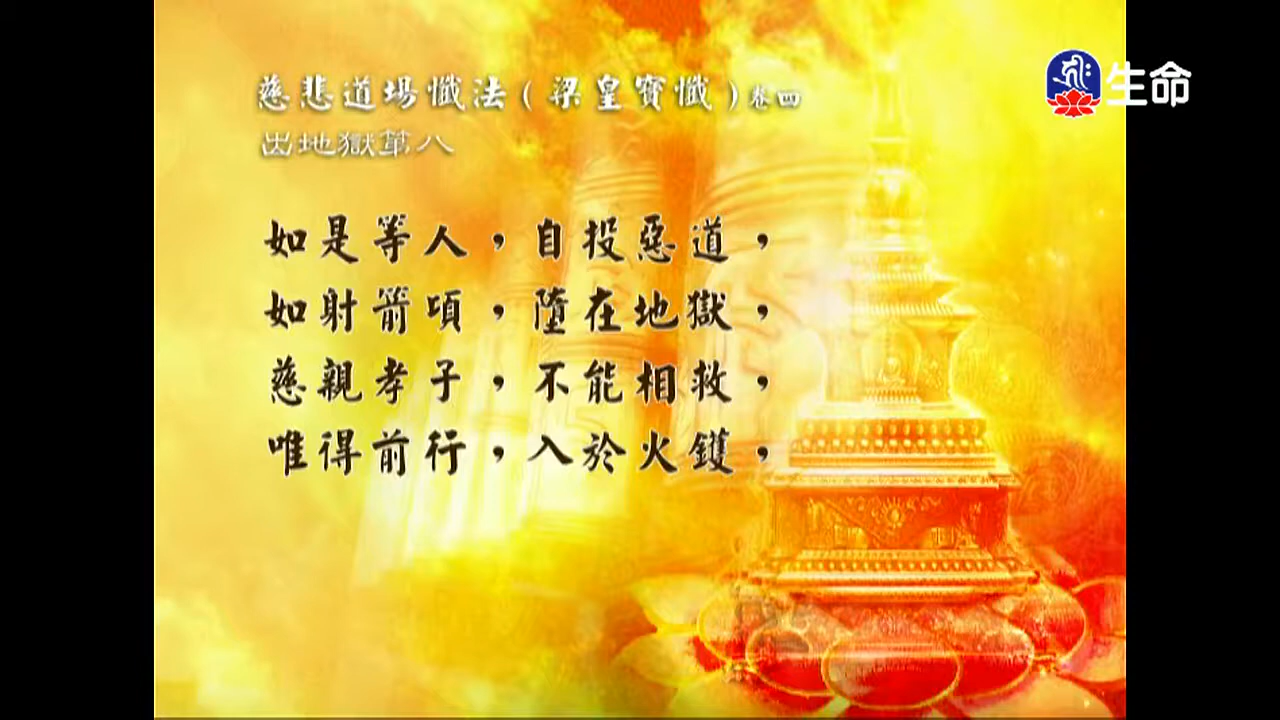 慈悲道場懺法(梁皇寶懺)卷四
生命
出地獄第八
如是等人,自投惡道,
如射箭項,墮在地獄,
慈親孝子,不能相救,
唯得前行,入於火鑊,